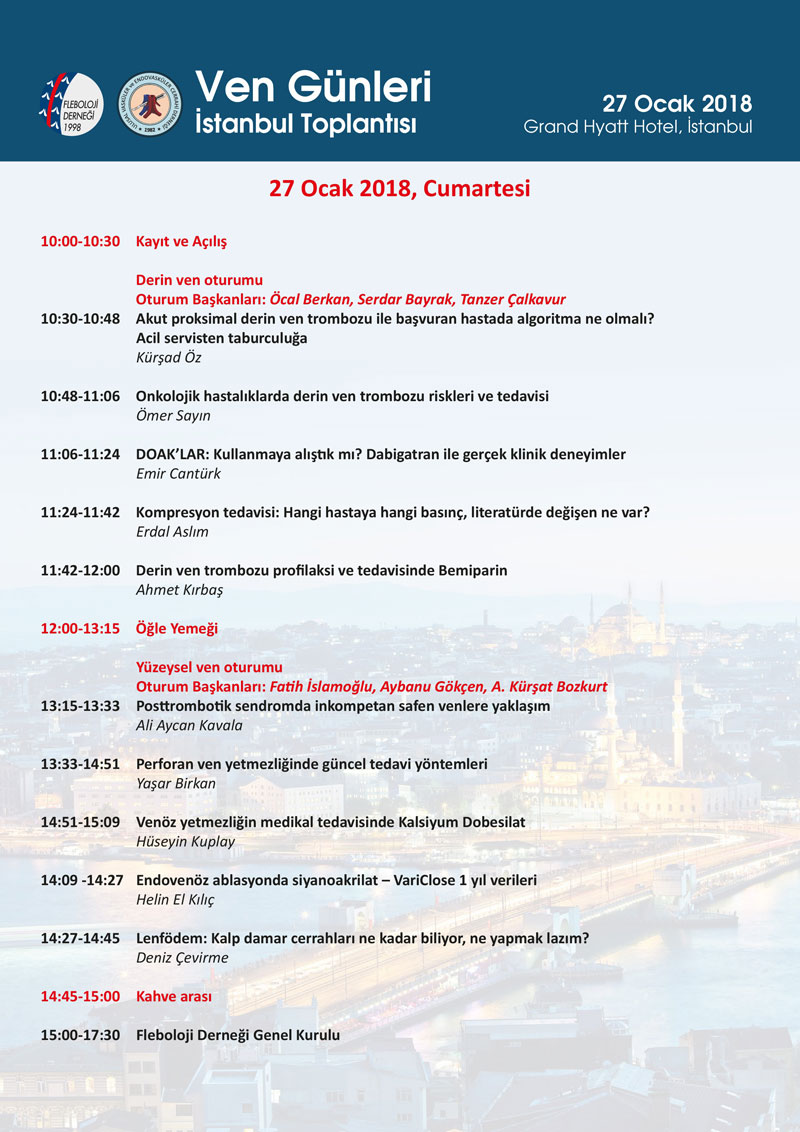 FLEBOLOJİ
DERNEĞİ
1998
ULUSAL VASKÜLER ve ENDOVASKÜLER CERRAHİ DERNEĞİ
1982
Ven Günleri
İstanbul Toplantısı
27 Ocak 2018
Grand Hyatt Hotel, İstanbul
27 Ocak 2018, Cumartesi
10:00-10:30 Kayıt ve Açılış
Derin ven oturumu
Oturum Başkanları: Öcal Berkan, Serdar Bayrak, Tanzer Çalkavur
10:30-10:48 Akut proksimal derin ven trombozu ile başvuran hastada algoritma ne olmalı?
Acil servisten taburculuğa
Kürşad Öz
10:48-11:06 Onkolojik hastalıklarda derin ven trombozu riskleri ve tedavisi
Ömer Sayın
11:06-11:24 DOAK’LAR: Kullanmaya alıştık mı? Dabigatran ile gerçek klinik deneyimler
Emir Cantürk
11:24-11:42 Kompresyon tedavisi: Hangi hastaya hangi basınç, literatürde değişen ne var?
Erdal Aslım
11:42-12:00 Derin ven trombozu profilaksi ve tedavisinde Bemiparin
Ahmet Kırbaş
12:00-13:15 Öğle Yemeği
Yüzeysel ven oturumu
Oturum Başkanları: Fatih İslamoğlu, Aybanu Gökçen, A. Kürşat Bozkurt
13:15-13:33 Posttrombotik sendromda inkompetan safen venlere yaklaşım
Ali Aycan Kavala
13:33-14:51 Perforan ven yetmezliğinde güncel tedavi yöntemleri
Yaşar Birkan
14:51-15:09 Venöz yetmezliğin medikal tedavisinde Kalsiyum Dobesilat
Hüseyin Kuplay
14:09 -14:27 Endovenöz ablasyonda siyanoakrilat – VariClose 1 yıl verileri
Helin El Kılıç
14:27-14:45 Lenfödem: Kalp damar cerrahları ne kadar biliyor, ne yapmak lazım?
Deniz Çevirme
14:45-15:00 Kahve arası
15:00-17:30 Fleboloji Derneği Genel Kurulu